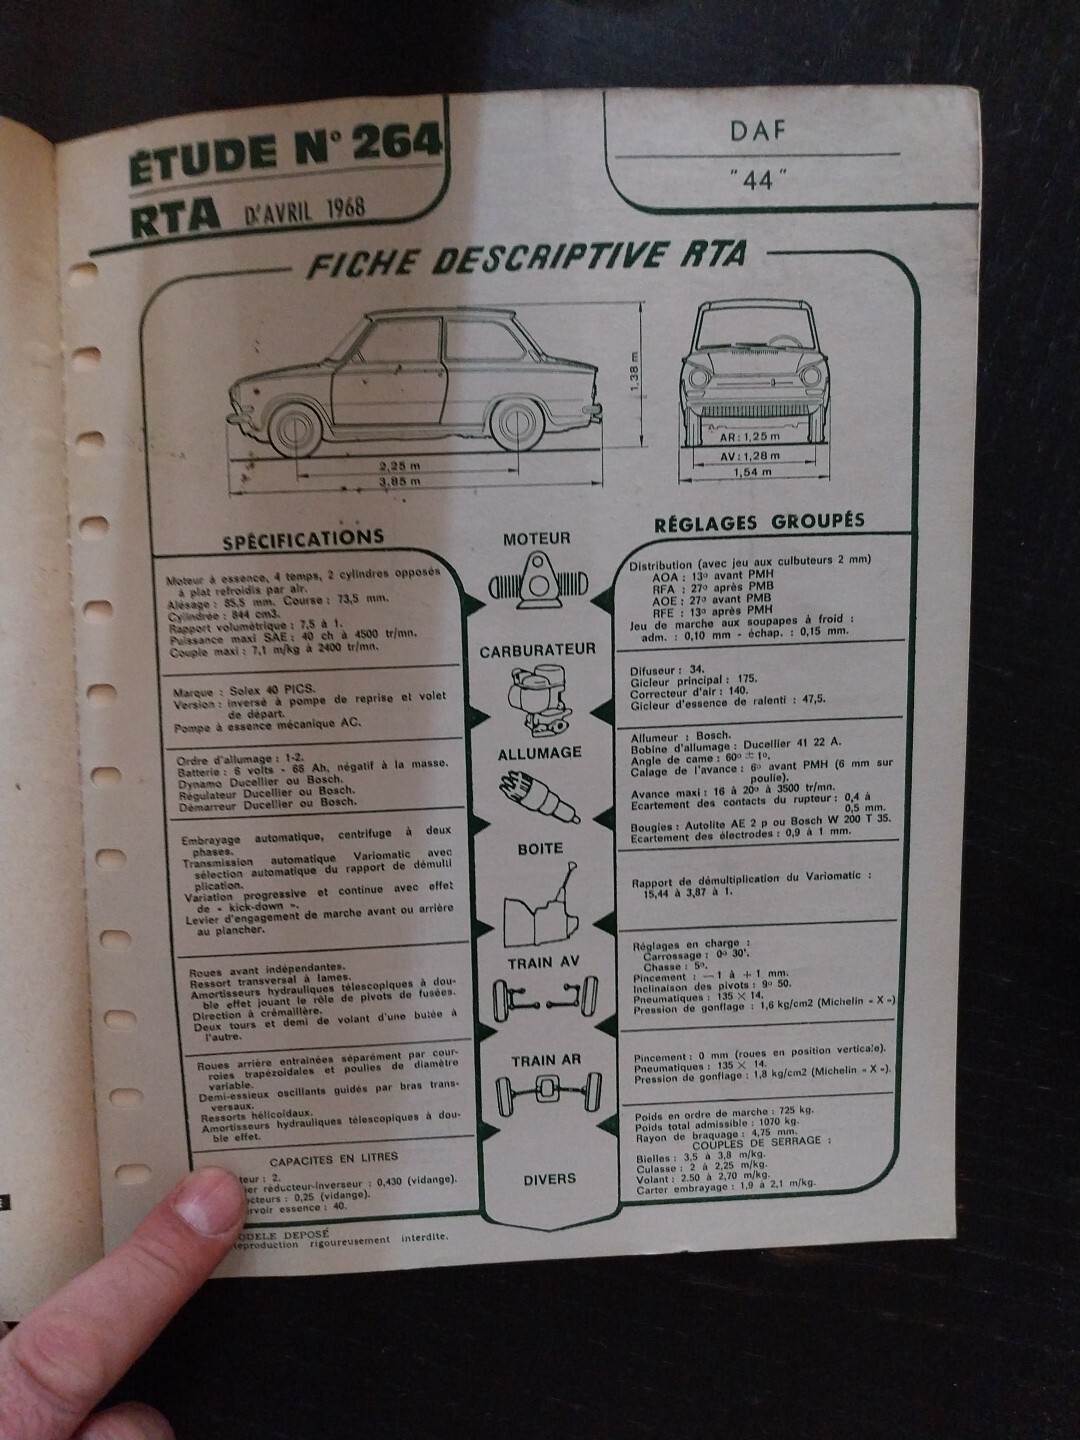 ÉTUDE N° 264
RTA D'AVRIL 1968
DAF
"44"
FICHE DESCRIPTIVE RTA
1,38 m
2,25 m
3,85 m
AR : 1,25 m
AV : 1,28 m
1,54 m
SPÉCIFICATIONS
Moteur à essence, 4 temps, 2 cylindres opposés
à plat refroidis par air.
Alésage : 85,5 mm. Course : 73,5 mm.
Cylindrée : 844 cm3.
Rapport volumétrique : 7,5 à 1.
Puissance maxi SAE : 40 ch à 4500 tr/mn.
Couple maxi : 7,1 m/kg à 2400 tr/mn.
Marque : Solex 40 PICS.
Version : inversé à pompe de reprise et volet
de départ.
Pompe à essence mécanique AC.
Ordre d'allumage : 1-2.
Batterie : 6 volts - 66 Ah, négatif à la masse.
Dynamo Ducellier ou Bosch.
Régulateur Ducellier ou Bosch.
Démarreur Ducellier ou Bosch.
Embrayage automatique, centrifuge à deux
phases.
Transmission automatique Variomatic avec
sélection automatique du rapport de démulti
plication.
Variation progressive et continue avec effet
de « kick-down ».
Levier d'engagement de marche avant ou arrière
au plancher.
Roues avant indépendantes.
Ressort transversal à lames.
Amortisseurs hydrauliques télescopiques à dou-
ble effet jouant le rôle de pivots de fusées.
Direction à crémaillère.
Deux tours et demi de volant d'une butée à
l'autre.
Roues arrière entraînées séparément par cour-
roies trapézoïdales et poulies de diamètre
variable.
Demi-essieux oscillants guidés par bras trans-
versaux.
Ressorts hélicoïdaux.
Amortisseurs hydrauliques télescopiques à dou-
ble effet.
CAPACITES EN LITRES
teur : 2.
er réducteur-inverseur : 0,430 (vidange).
cteurs : 0,25 (vidange).
rvoir essence : 40.
ODELE DEPOSÉ
eproduction rigoureusement interdite.
MOTEUR
CARBURATEUR
ALLUMAGE
BOITE
TRAIN AV
TRAIN AR
DIVERS
RÉGLAGES GROUPÉS
Distribution (avec jeu aux culbuteurs 2 mm)
AOA : 13° avant PMH
RFA : 27° après PMB
AOE : 27° avant PMB
RFE : 13° après PMH
Jeu de marche aux soupapes à froid :
adm. : 0,10 mm - échap. : 0,15 mm.
Difuseur : 34.
Gicleur principal : 175.
Correcteur d'air : 140.
Gicleur d'essence de ralenti : 47,5.
Allumeur : Bosch.
Bobine d'allumage : Ducellier 41 22 A.
Angle de came : 60° ± 1°.
Calage de l'avance : 6° avant PMH (6 mm sur
poulie).
Avance maxi : 16 à 20° à 3500 tr/mn.
Ecartement des contacts du rupteur : 0,4 à
0,5 mm.
Bougies : Autolite AE 2 p ou Bosch W 200 T 35.
Ecartement des électrodes : 0,9 à 1 mm.
Rapport de démultiplication du Variomatic :
15,44 à 3,87 à 1.
Réglages en charge :
Carrossage : 0° 30'.
Chasse : 5°.
Pincement : — 1 à + 1 mm.
Inclinaison des pivots : 9° 50.
Pneumatiques : 135 × 14.
Pression de gonflage : 1,6 kg/cm2 (Michelin « X »)
Pincement : 0 mm (roues en position verticale).
Pneumatiques : 135 × 14.
Pression de gonflage : 1,8 kg/cm2 (Michelin « X »).
Poids en ordre de marche : 725 kg.
Poids total admissible : 1070 kg.
Rayon de braquage : 4,75 mm.
COUPLES DE SERRAGE :
Bielles : 3,5 à 3,8 m/kg.
Culasse : 2 à 2,25 m/kg.
Volant : 2.50 à 2,70 m/kg.
Carter embrayage : 1,9 à 2,1 m/kg.